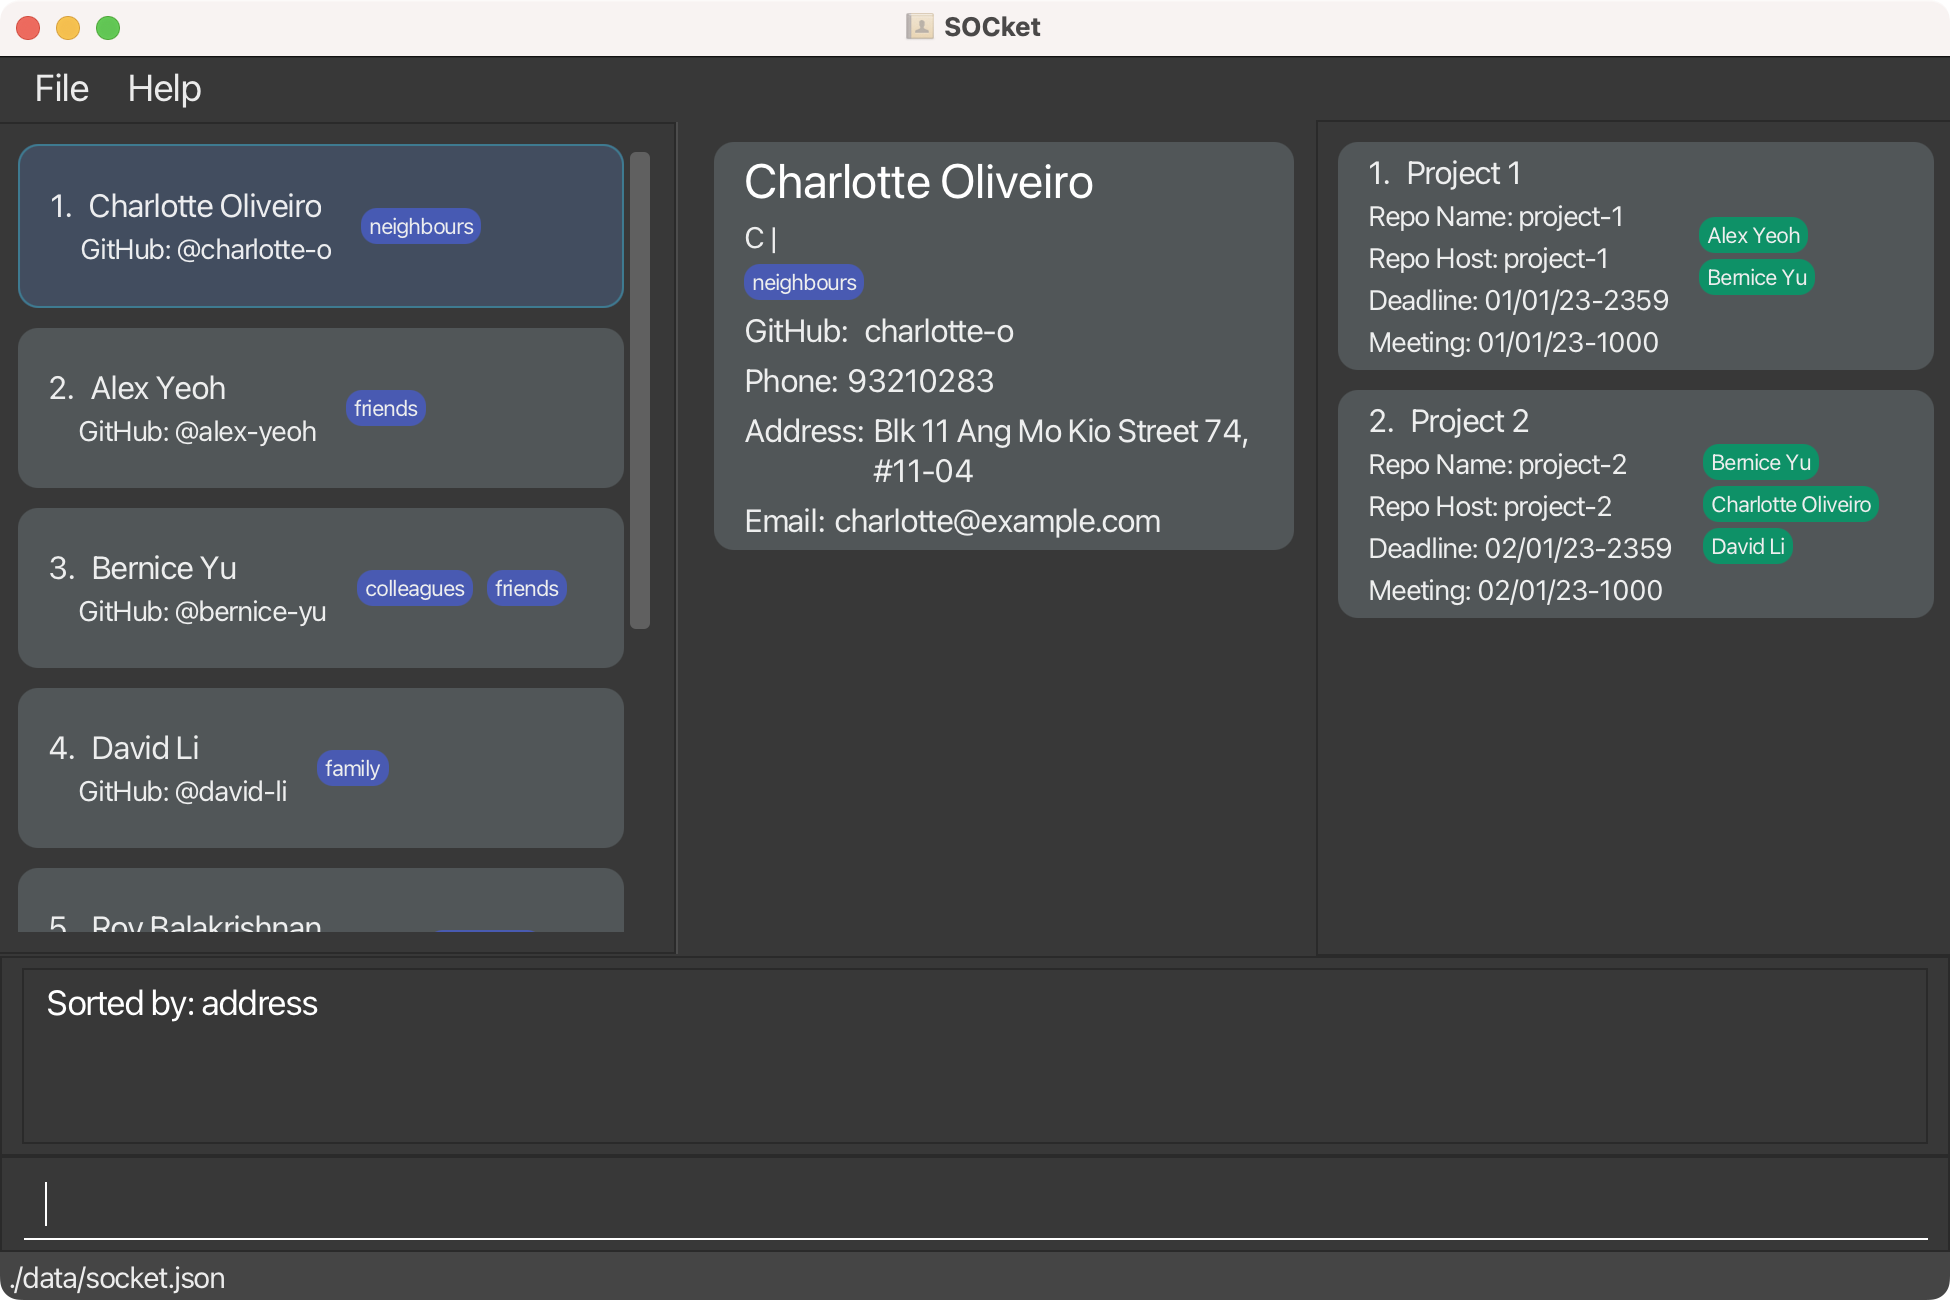 SOCket
File Help
1. Charlotte Oliveiro
GitHub: @charlotte-o
neighbours
2. Alex Yeoh
GitHub: @alex-yeoh
friends
3. Bernice Yu
GitHub: @bernice-yu
colleagues friends
4. David Li
GitHub: @david-li
family
5. Roy Balakrishnan
Charlotte Oliveiro
C |
neighbours
GitHub: charlotte-o
Phone: 93210283
Address: Blk 11 Ang Mo Kio Street 74,
#11-04
Email: charlotte@example.com
1. Project 1
Repo Name: project-1
Repo Host: project-1
Deadline: 01/01/23-2359
Meeting: 01/01/23-1000
Alex Yeoh
Bernice Yu
2. Project 2
Repo Name: project-2
Repo Host: project-2
Deadline: 02/01/23-2359
Meeting: 02/01/23-1000
Bernice Yu
Charlotte Oliveiro
David Li
Sorted by: address
./data/socket.json